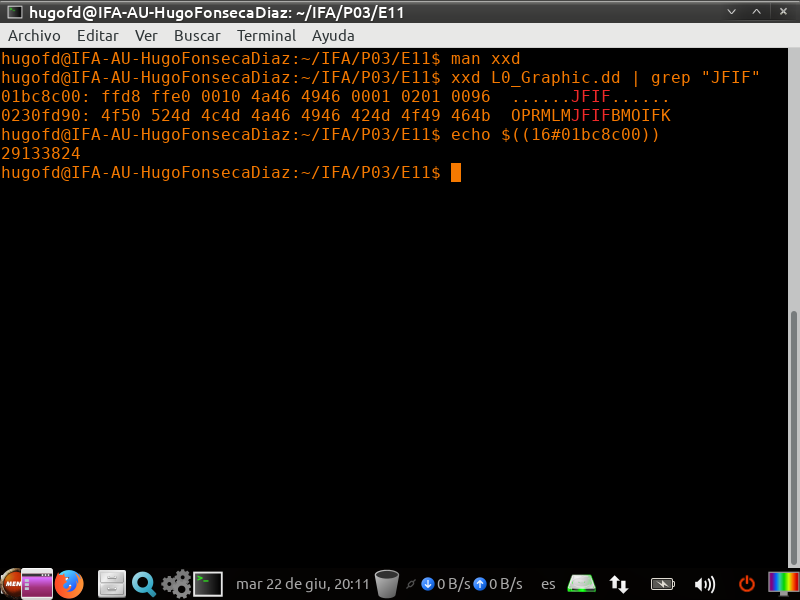 hugofd@IFA-AU-HugoFonsecaDiaz: ~/IFA/P03/E11
Archivo Editar Ver Buscar Terminal Ayuda
hugofd@IFA-AU-HugoFonsecaDiaz:~/IFA/P03/E11$ man xxd
hugofd@IFA-AU-HugoFonsecaDiaz:~/IFA/P03/E11$ xxd L0_Graphic.dd | grep "JFIF"
01bc8c00: ffd8 ffe0 0010 4a46 4946 0001 0201 0096  ......JFIF......
0230fd90: 4f50 524d 4c4d 4a46 4946 424d 4f49 464b  OPRMLMJFIFBMOIFK
hugofd@IFA-AU-HugoFonsecaDiaz:~/IFA/P03/E11$ echo $((16#01bc8c00))
29133824
hugofd@IFA-AU-HugoFonsecaDiaz:~/IFA/P03/E11$
MEN mar 22 de giu, 20:11 0 B/s 0 B/s es